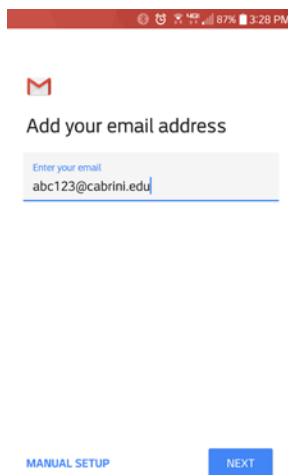 87% 3:28 PM
Add your email address
Enter your email
abc123@cabrini.edu
MANUAL SETUP NEXT